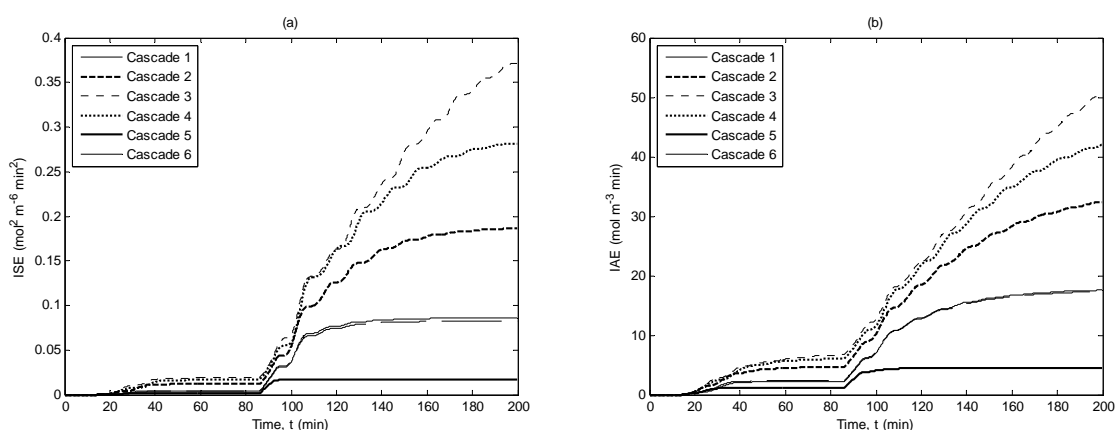 (a)
ISE (mol² m⁻⁶ min²)
0.4
0.35
0.3
0.25
0.2
0.15
0.1
0.05
0
Cascade 1
Cascade 2
Cascade 3
Cascade 4
Cascade 5
Cascade 6
0 20 40 60 80 100 120 140 160 180 200
Time, t (min)
(b)
IAE (mol m⁻³ min)
60
50
40
30
20
10
0
Cascade 1
Cascade 2
Cascade 3
Cascade 4
Cascade 5
Cascade 6
0 20 40 60 80 100 120 140 160 180 200
Time, t (min)